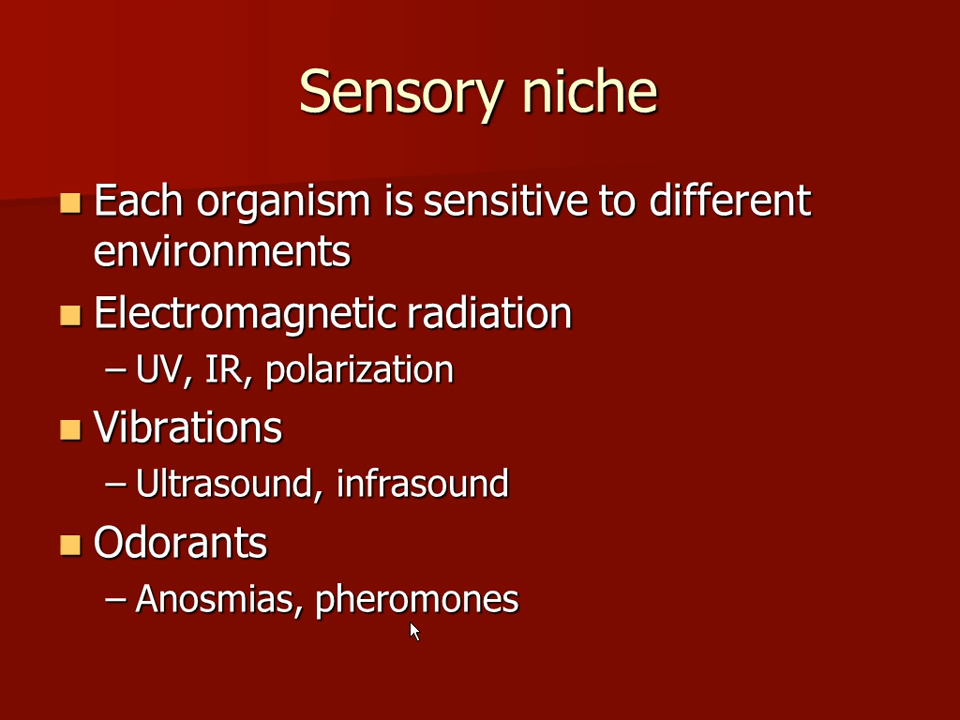 Sensory niche
Each organism is sensitive to different
environments
Electromagnetic radiation
–UV, IR, polarization
Vibrations
–Ultrasound, infrasound
Odorants
–Anosmias, pheromones